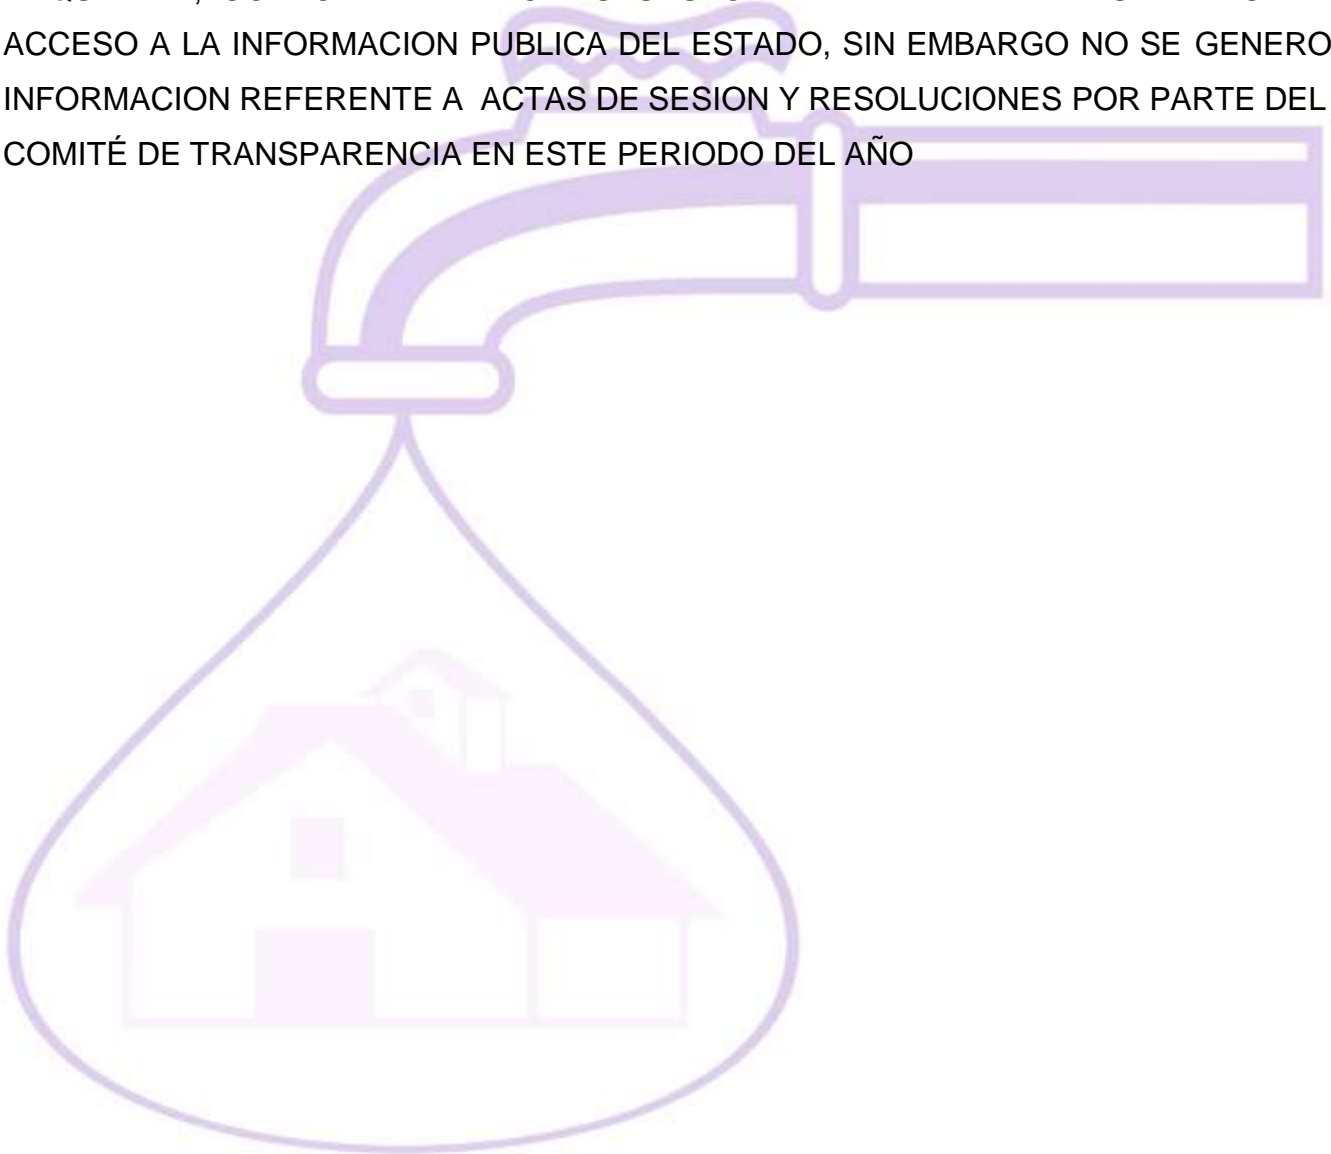 ACCESO A LA INFORMACION PUBLICA DEL ESTADO, SIN EMBARGO NO SE GENERO
INFORMACION REFERENTE A ACTAS DE SESION Y RESOLUCIONES POR PARTE DEL
COMITÉ DE TRANSPARENCIA EN ESTE PERIODO DEL AÑO